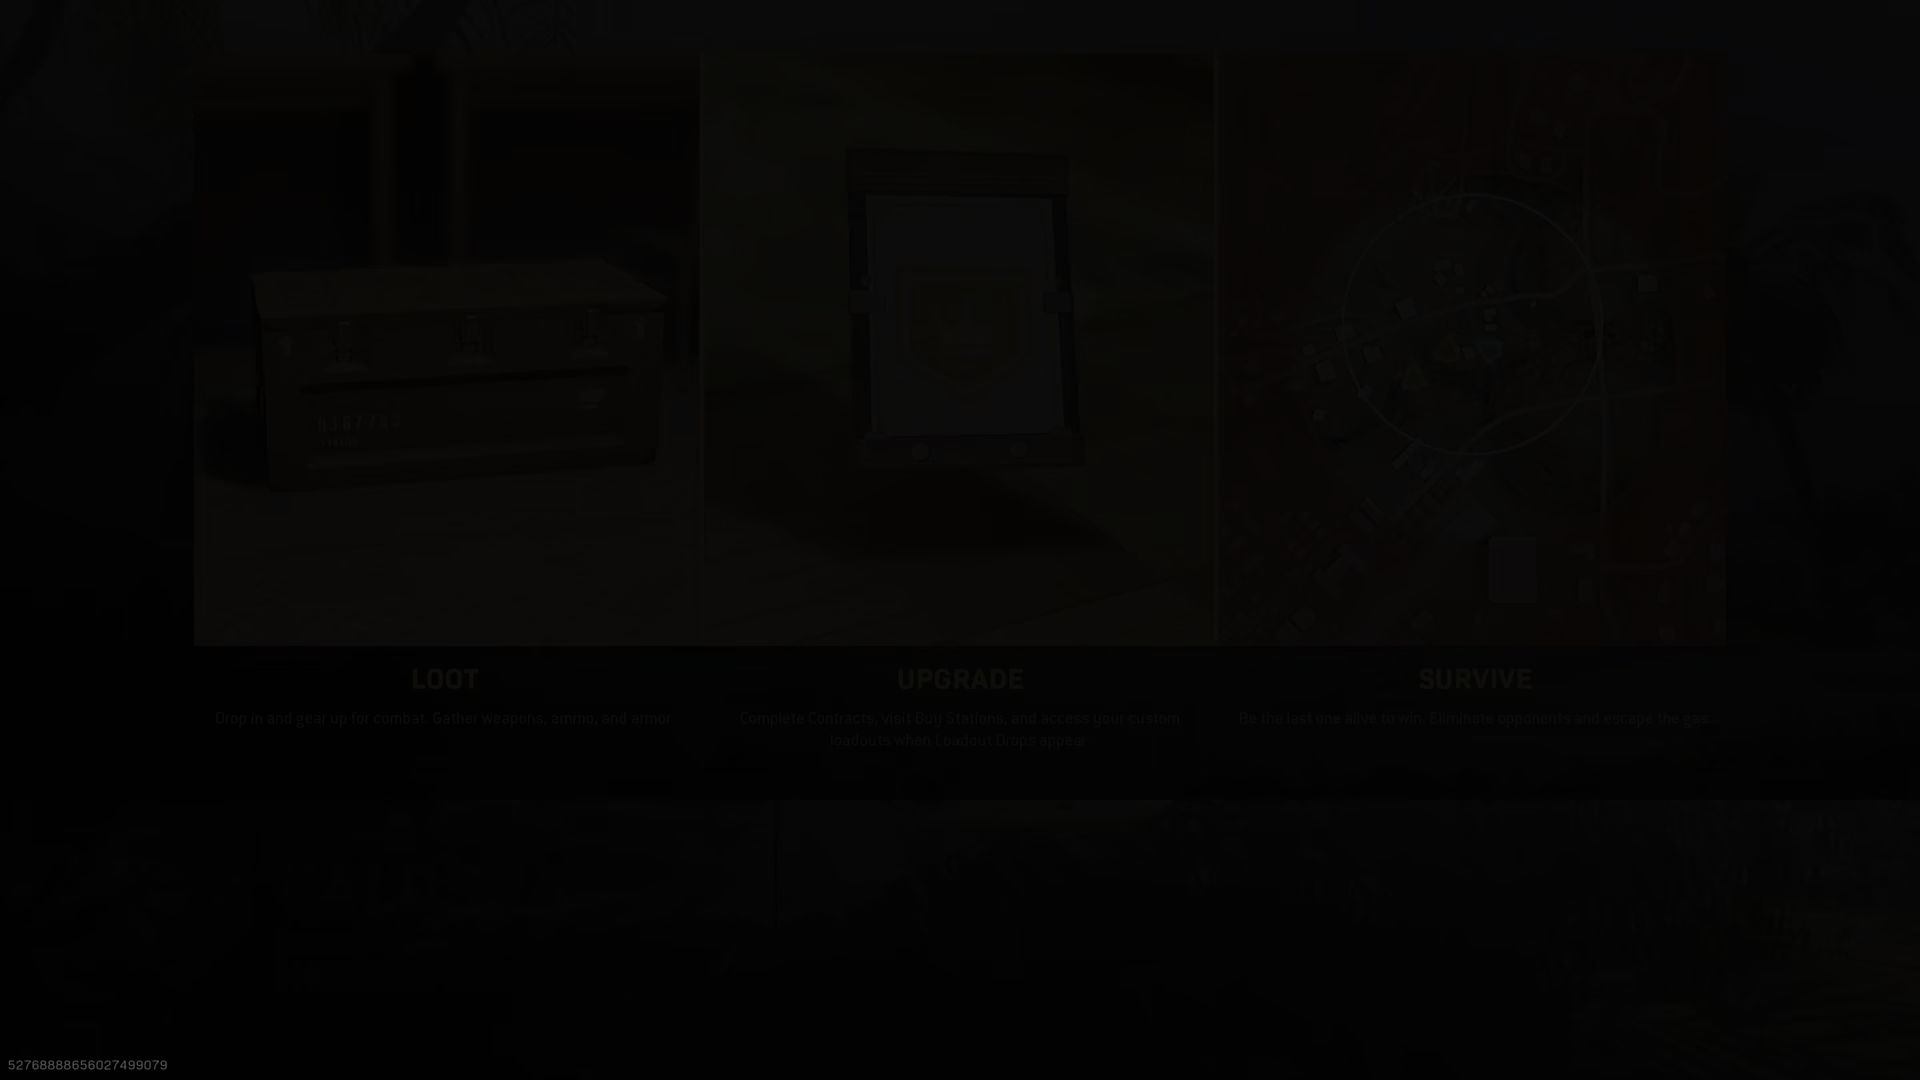 LOOT
Drop in and gear up for combat. Gather weapons, ammo, and armor.
UPGRADE
Complete Contracts, visit Buy Stations, and access your custom
loadouts when Loadout Drops appear.
SURVIVE
Be the last one alive to win. Eliminate opponents and escape the gas.
52768888656027499079